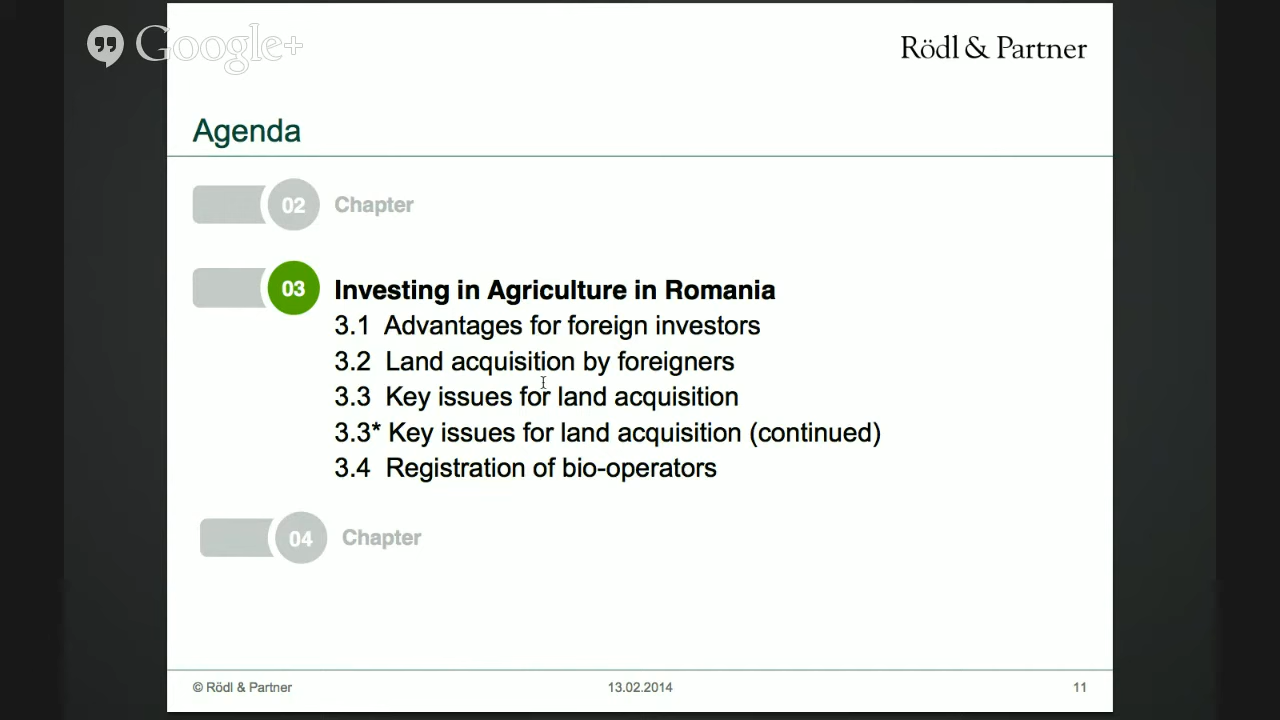 Google+
Rödl & Partner
Agenda
02 Chapter
03 Investing in Agriculture in Romania
3.1 Advantages for foreign investors
3.2 Land acquisition by foreigners
3.3 Key issues for land acquisition
3.3* Key issues for land acquisition (continued)
3.4 Registration of bio-operators
04 Chapter
© Rödl & Partner 13.02.2014 11